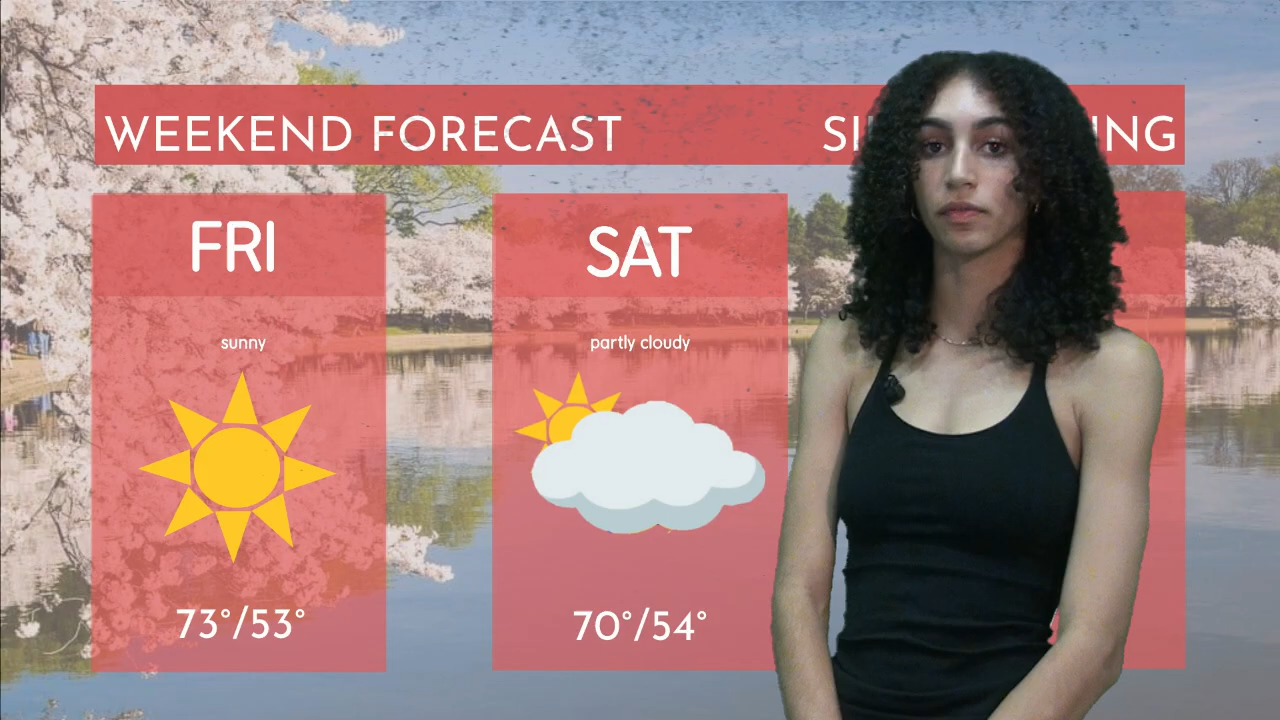 WEEKEND FORECAST
FRI
sunny
73°/53°
SAT
partly cloudy
70°/54°